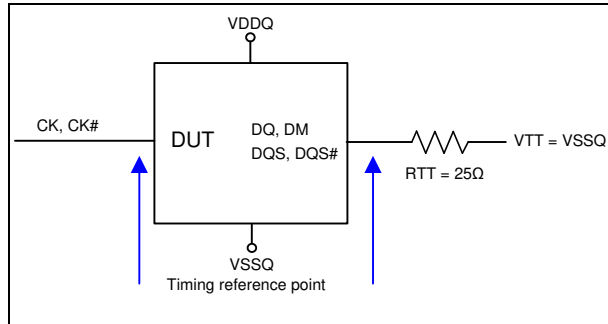 VDDQ
CK, CK#
DUT
DQ, DM
DQS, DQS#
VTT = VSSQ
RTT = 25Ω
VSSQ
Timing reference point